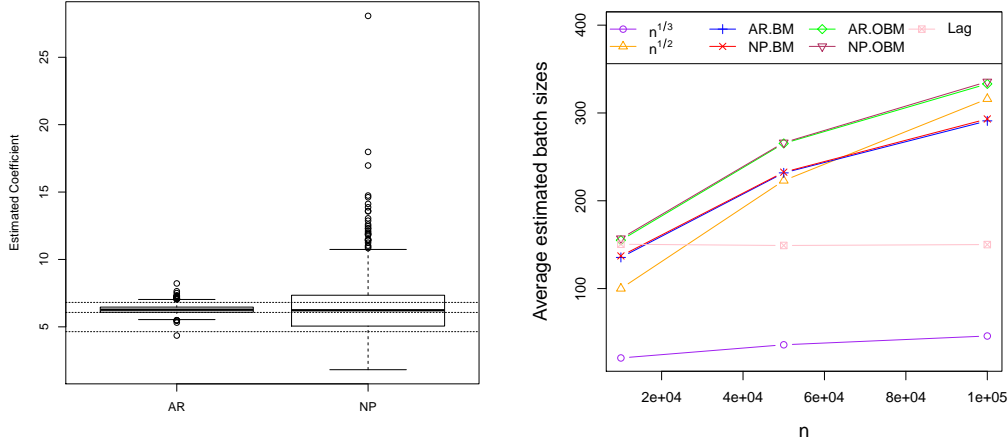 Estimated Coefficient
25
20
15
10
5
AR
NP
n^{1/3}
n^{1/2}
AR.BM
NP.BM
AR.OBM
NP.OBM
Lag
Average estimated batch sizes
400
300
200
100
2e+04
4e+04
6e+04
8e+04
1e+05
n